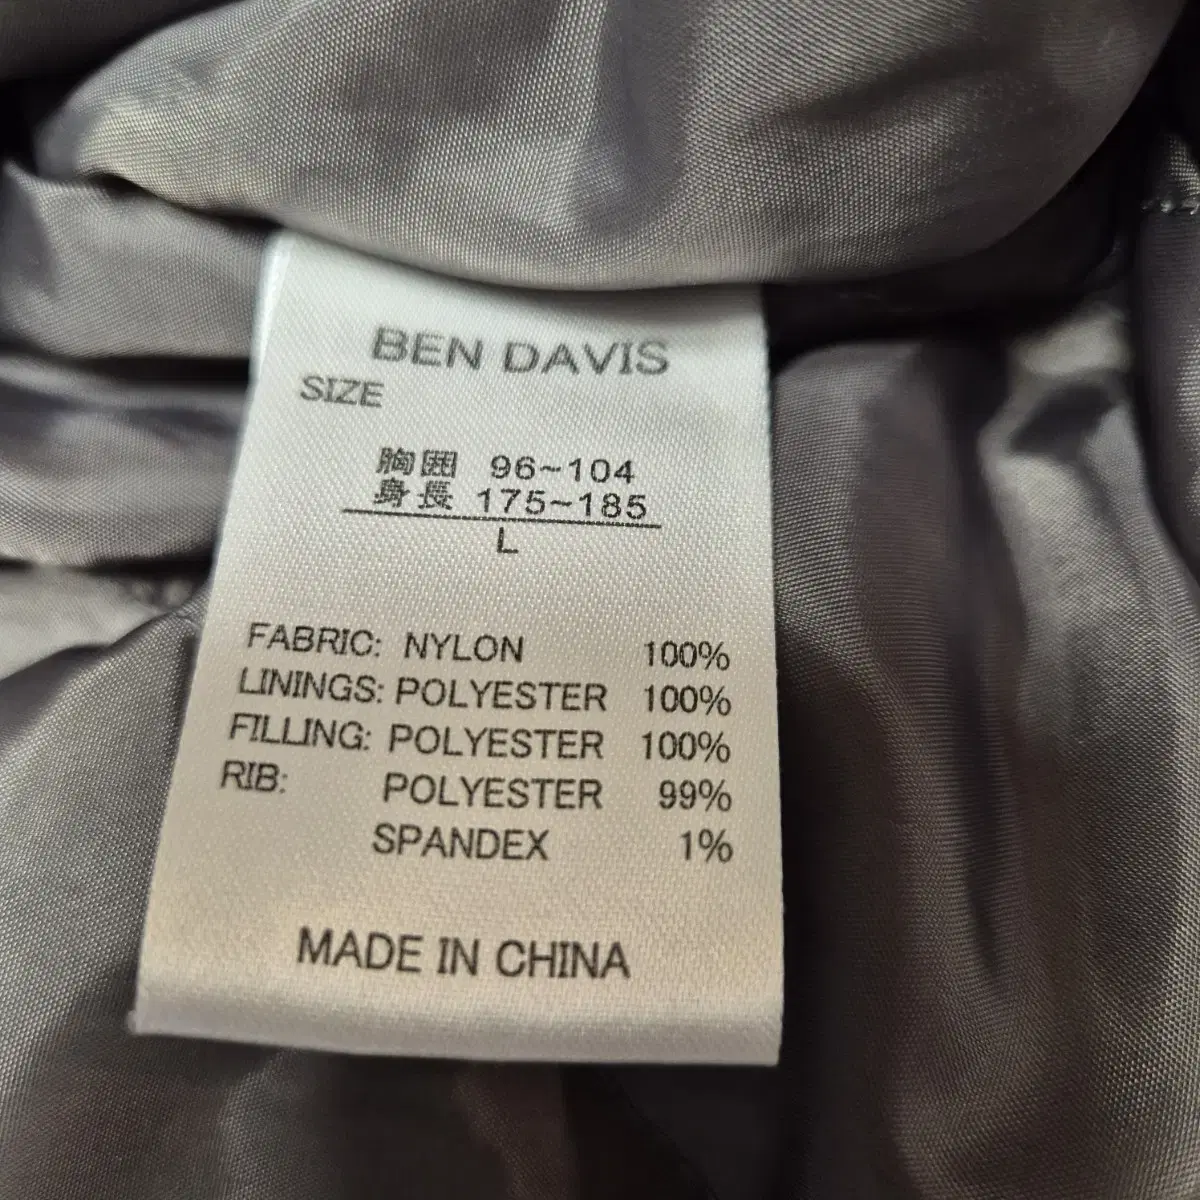 BEN DAVIS
SIZE
胸囲 96~104
身長 175~185
L
FABRIC: NYLON 100%
LININGS: POLYESTER 100%
FILLING: POLYESTER 100%
RIB: POLYESTER 99%
SPANDEX 1%
MADE IN CHINA